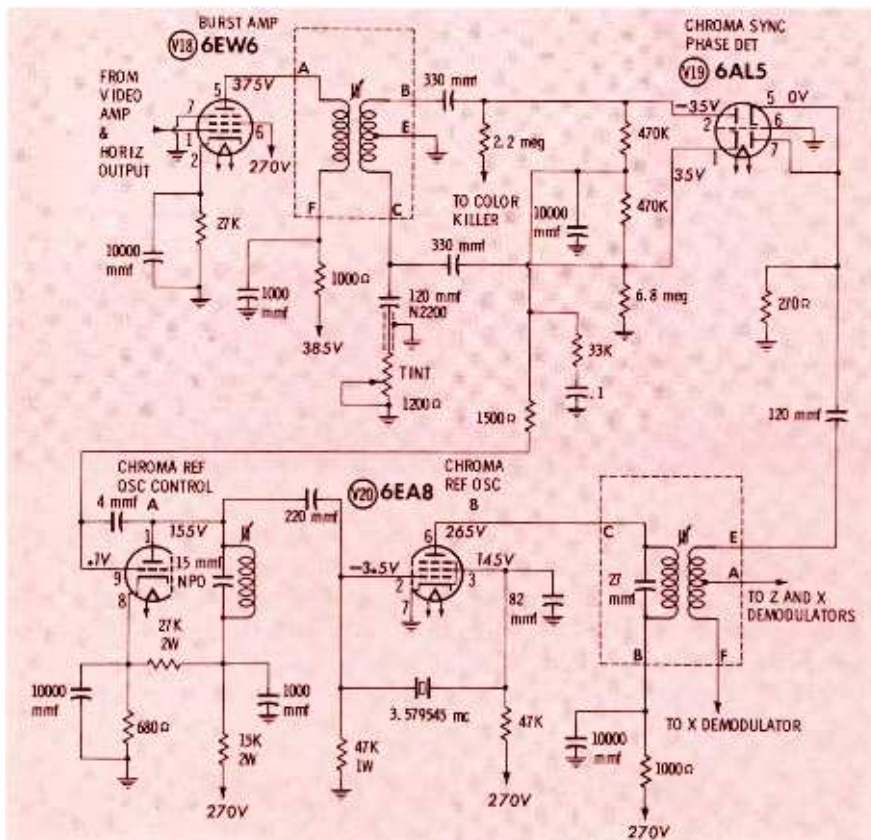 BURST AMP
V18 6EW6
CHROMA SYNC
PHASE DET
V19 6AL5
FROM
VIDEO
AMP
&
HORIZ
OUTPUT
5
375V
7
1
2
6
270V
A
B
E
F
C
330 mmf
2.2 meg
TO COLOR
KILLER
470K
470K
10000
mmf
-35V
2
35V
1
5
0V
6
7
27K
10000
mmf
1000
mmf
1000Ω
385V
330 mmf
120 mmf
N2200
TINT
1200Ω
6.8 meg
33K
.1
1500Ω
270Ω
120 mmf
CHROMA REF
OSC CONTROL
4 mmf
A
155V
1
15 mmf
NPO
.1V
9
8
27K
2W
10000
mmf
680Ω
1000
mmf
15K
2W
270V
220 mmf
V20 6EA8
CHROMA
REF OSC
B
6
265V
-3.5V
2
7
145V
3
82
mmf
3.579545 mc
47K
1W
47K
270V
C
27
mmf
B
E
A
F
TO Z AND X
DEMODULATORS
TO X DEMODULATOR
10000
mmf
1000Ω
270V